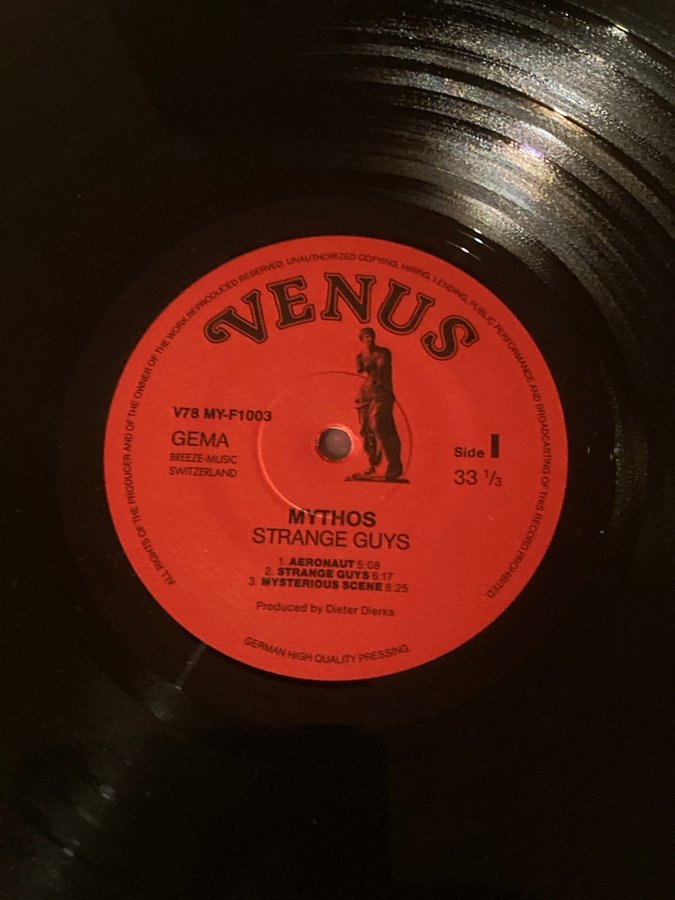 ALL RIGHTS OF THE PRODUCER AND OF THE OWNER OF THE WORK REPRODUCED RESERVED. UNAUTHORIZED COPYING, HIRING, LENDING, PUBLIC PERFORMANCE AND BROADCASTING OF THIS RECORD PROHIBITED.
VENUS
V78 MY-F1003
GEMA
BREEZE-MUSIC
SWITZERLAND
Side I
33 ⅓
MYTHOS
STRANGE GUYS
1. AERONAUT 5:08
2. STRANGE GUYS 6:17
3. MYSTERIOUS SCENE 8:25
Produced by Dieter Dierks
GERMAN HIGH QUALITY PRESSING